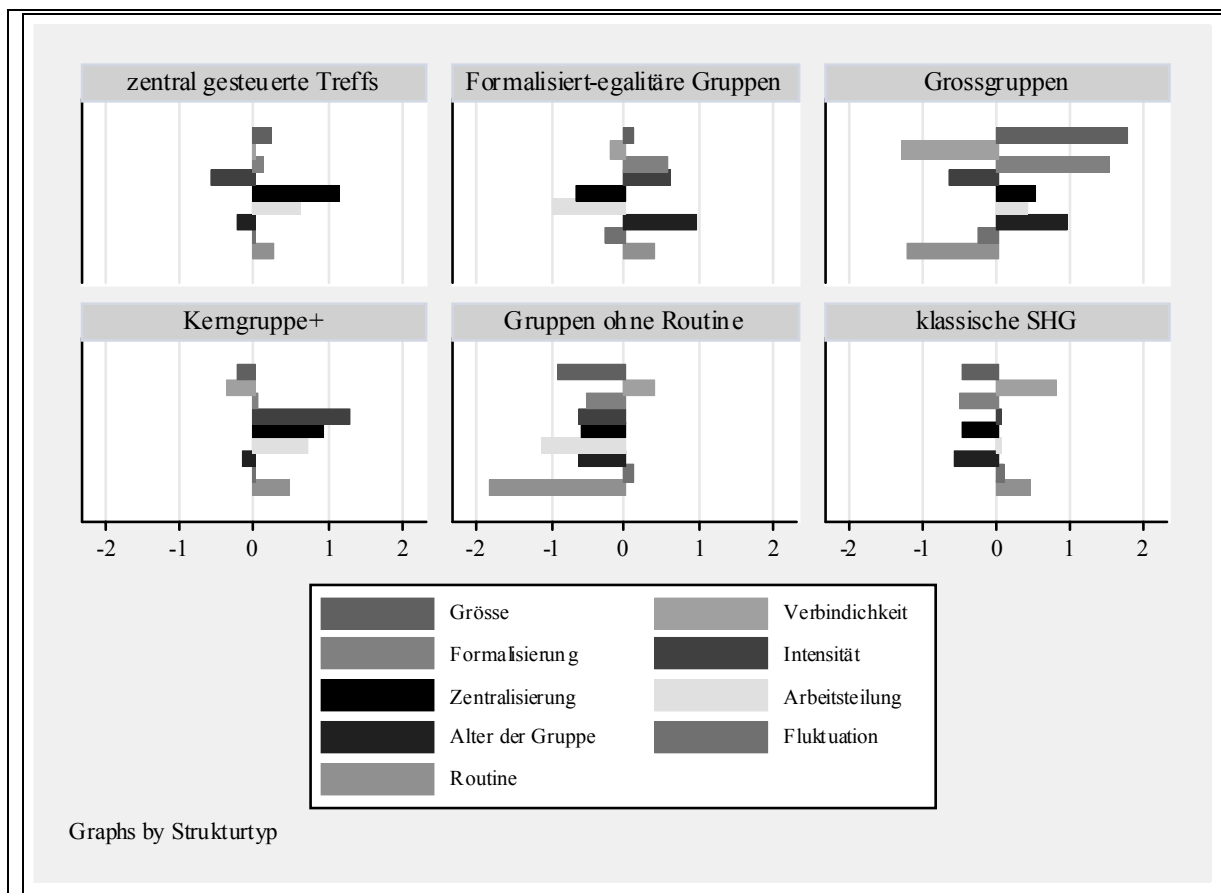 zentral gesteuerte Treffs
Formalisiert-egalitäre Gruppen
Grossgruppen
Kerngruppe+
Gruppen ohne Routine
klassische SHG
-2 -1 0 1 2
-2 -1 0 1 2
-2 -1 0 1 2
Grösse
Verbindichkeit
Formalisierung
Intensität
Zentralisierung
Arbeitsteilung
Alter der Gruppe
Fluktuation
Routine
Graphs by Strukturtyp